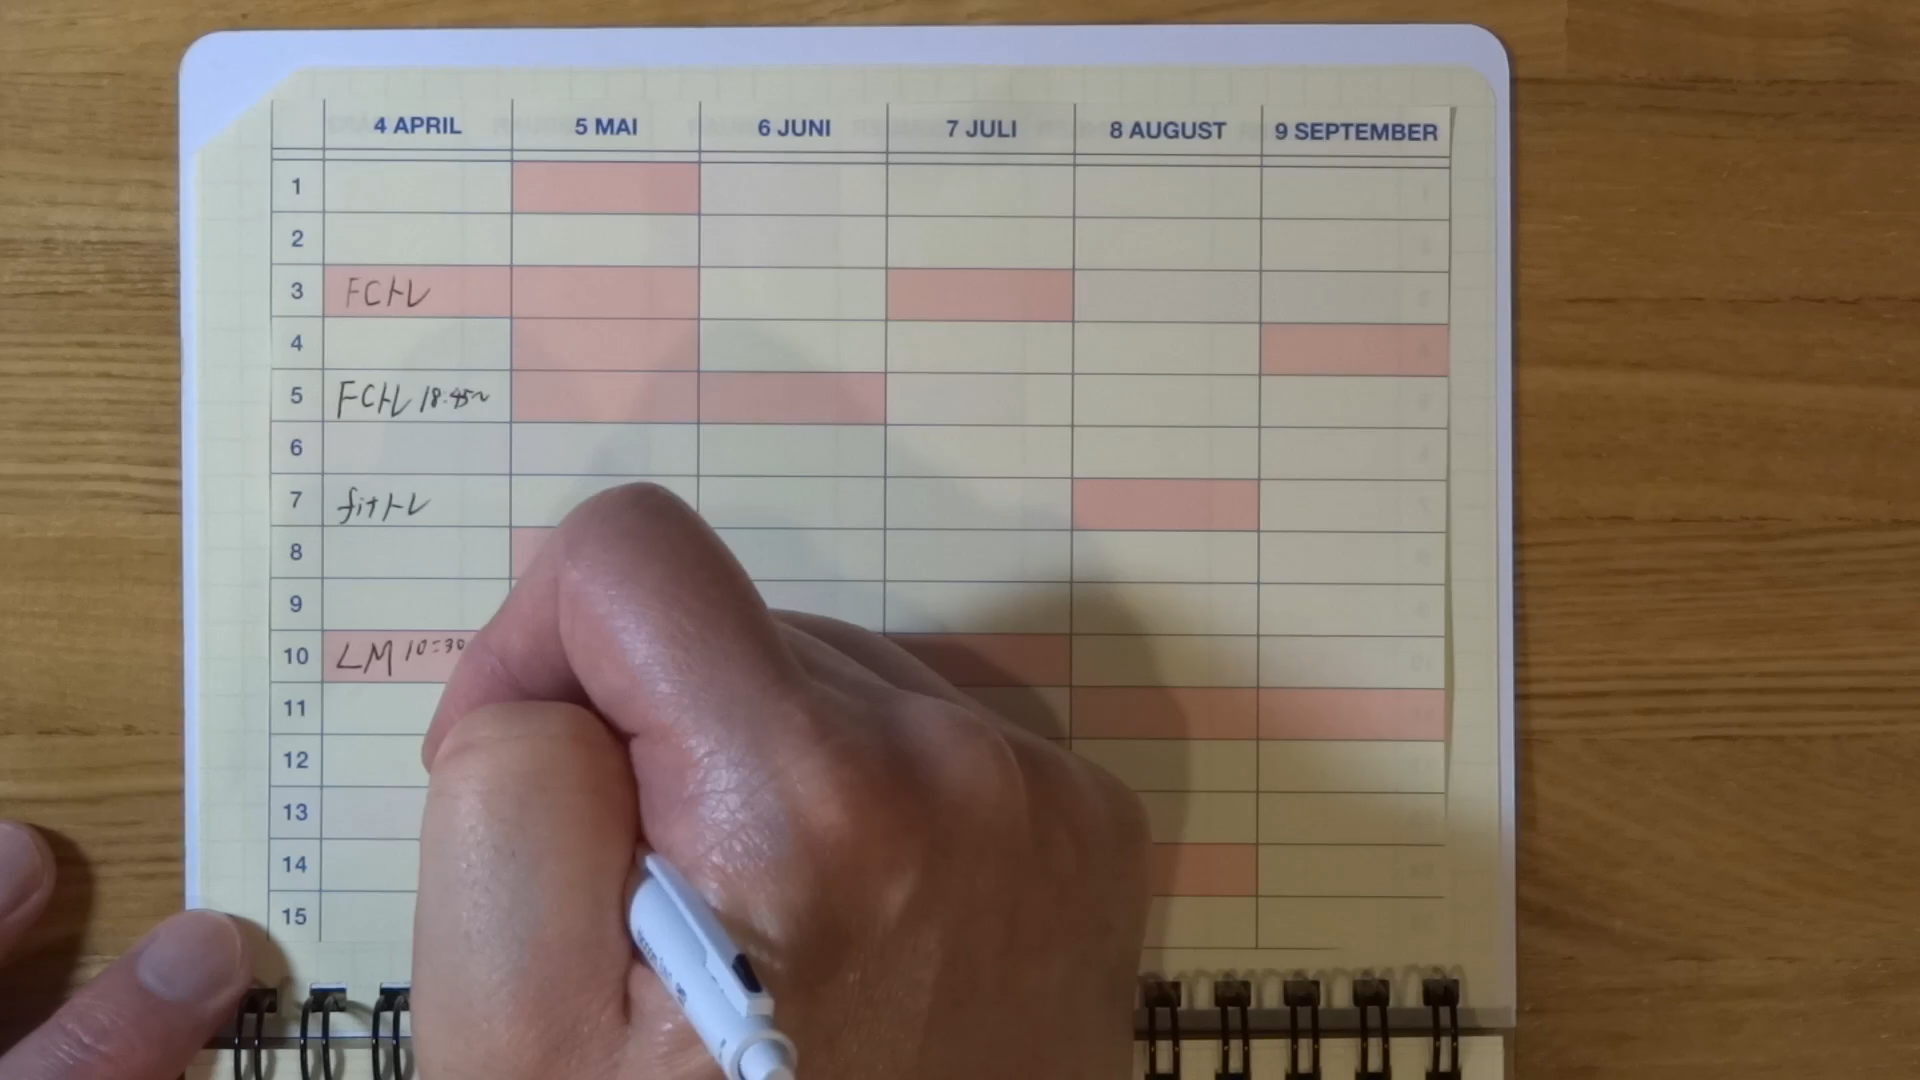 4 APRIL 5 MAI 6 JUNI 7 JULI 8 AUGUST 9 SEPTEMBER
1
2
3 FCトレ
4
5 FCトレ 18:45~
6
7 fitトレ
8
9
10 LM 10:30
11
12
13
14
15